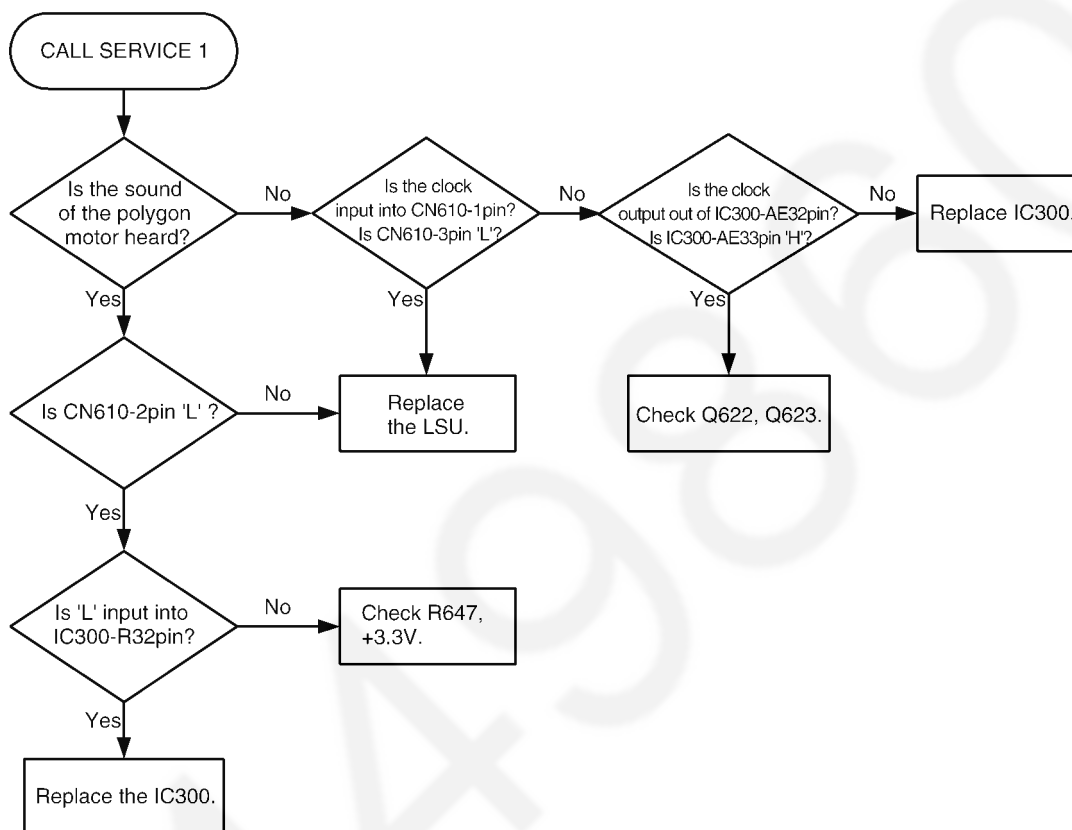 CALL SERVICE 1
Is the sound
of the polygon
motor heard?
No
Is the clock
input into CN610-1pin?
Is CN610-3pin 'L'?
No
Is the clock
output out of IC300-AE32pin?
Is IC300-AE33pin 'H'?
No
Replace IC300.
Yes
Yes
Yes
Is CN610-2pin 'L' ?
No
Replace
the LSU.
Check Q622, Q623.
Yes
Is 'L' input into
IC300-R32pin?
No
Check R647,
+3.3V.
Yes
Replace the IC300.
49860